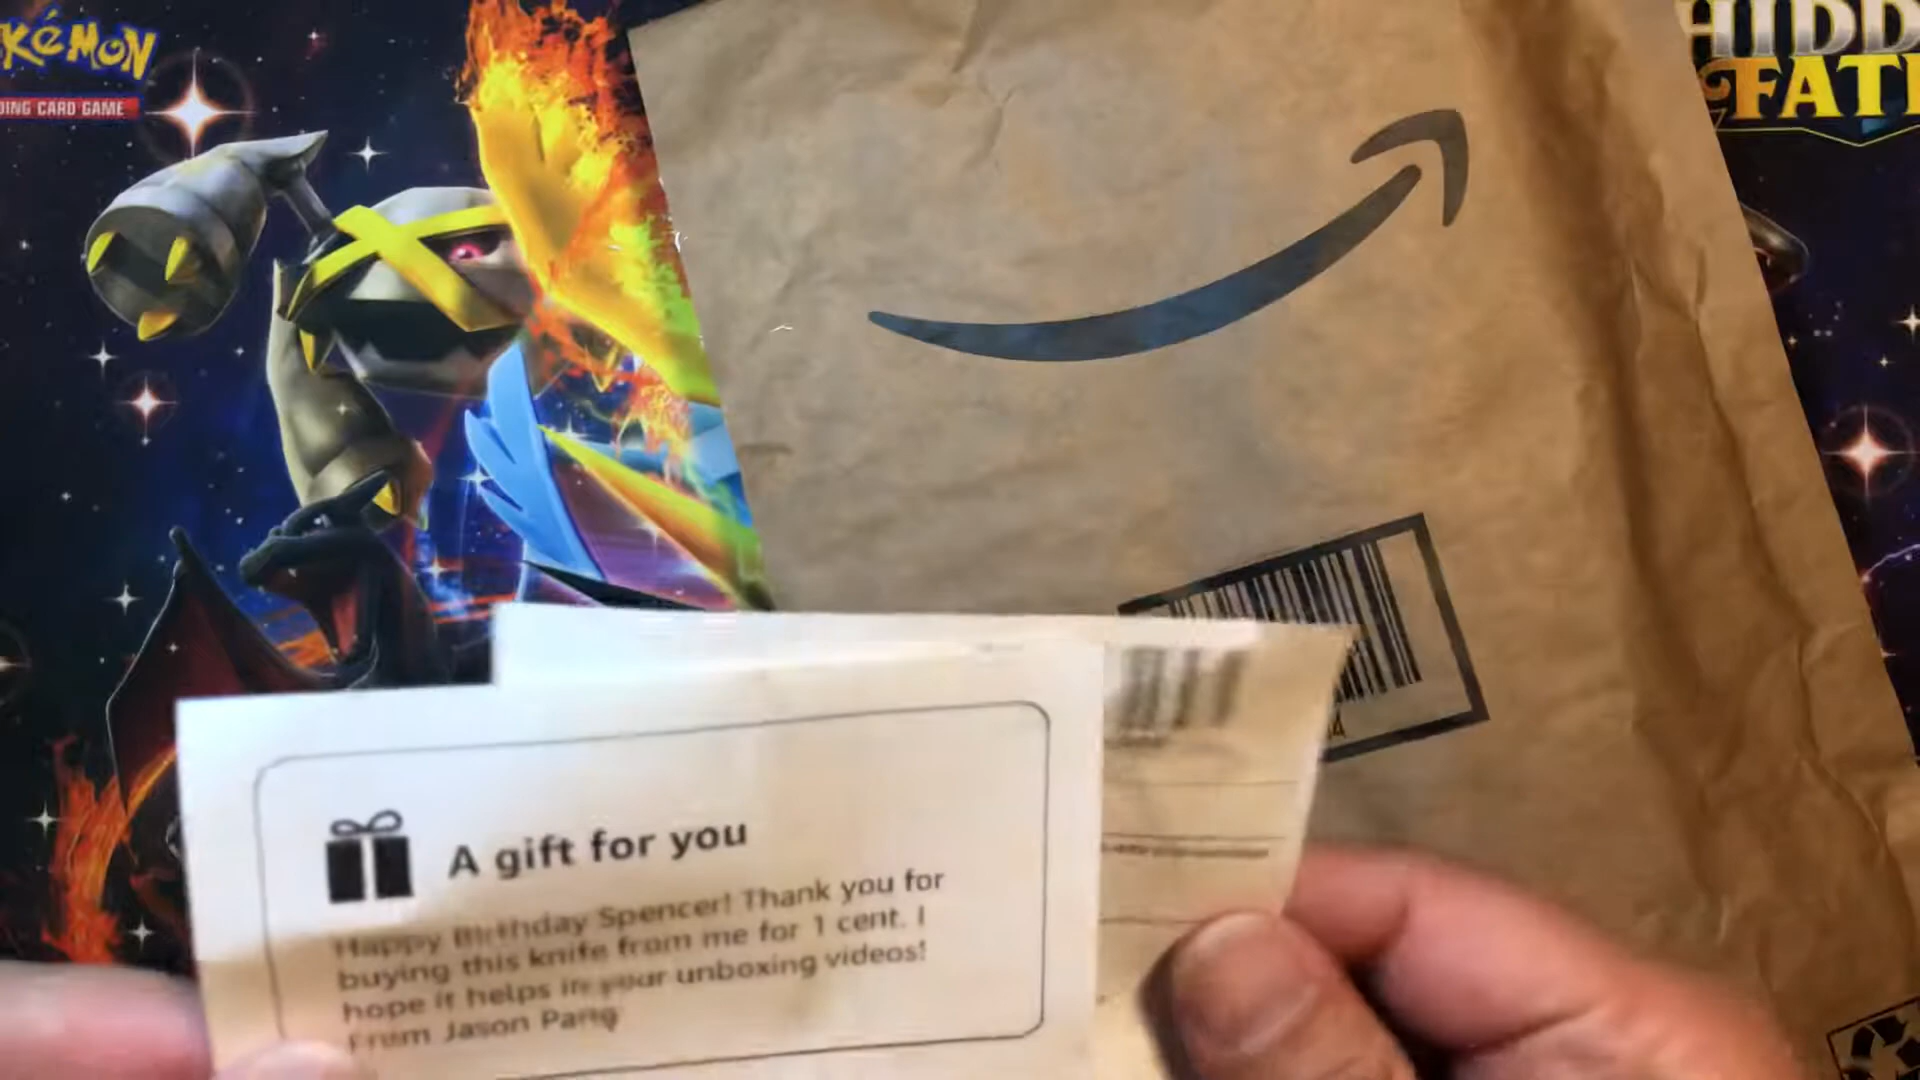 KÉMON
DING CARD GAME
HIDD
FAT
A gift for you
Happy Birthday Spencer! Thank you for
buying this knife from me for 1 cent. I
hope it helps in your unboxing videos!
From Jason Pang